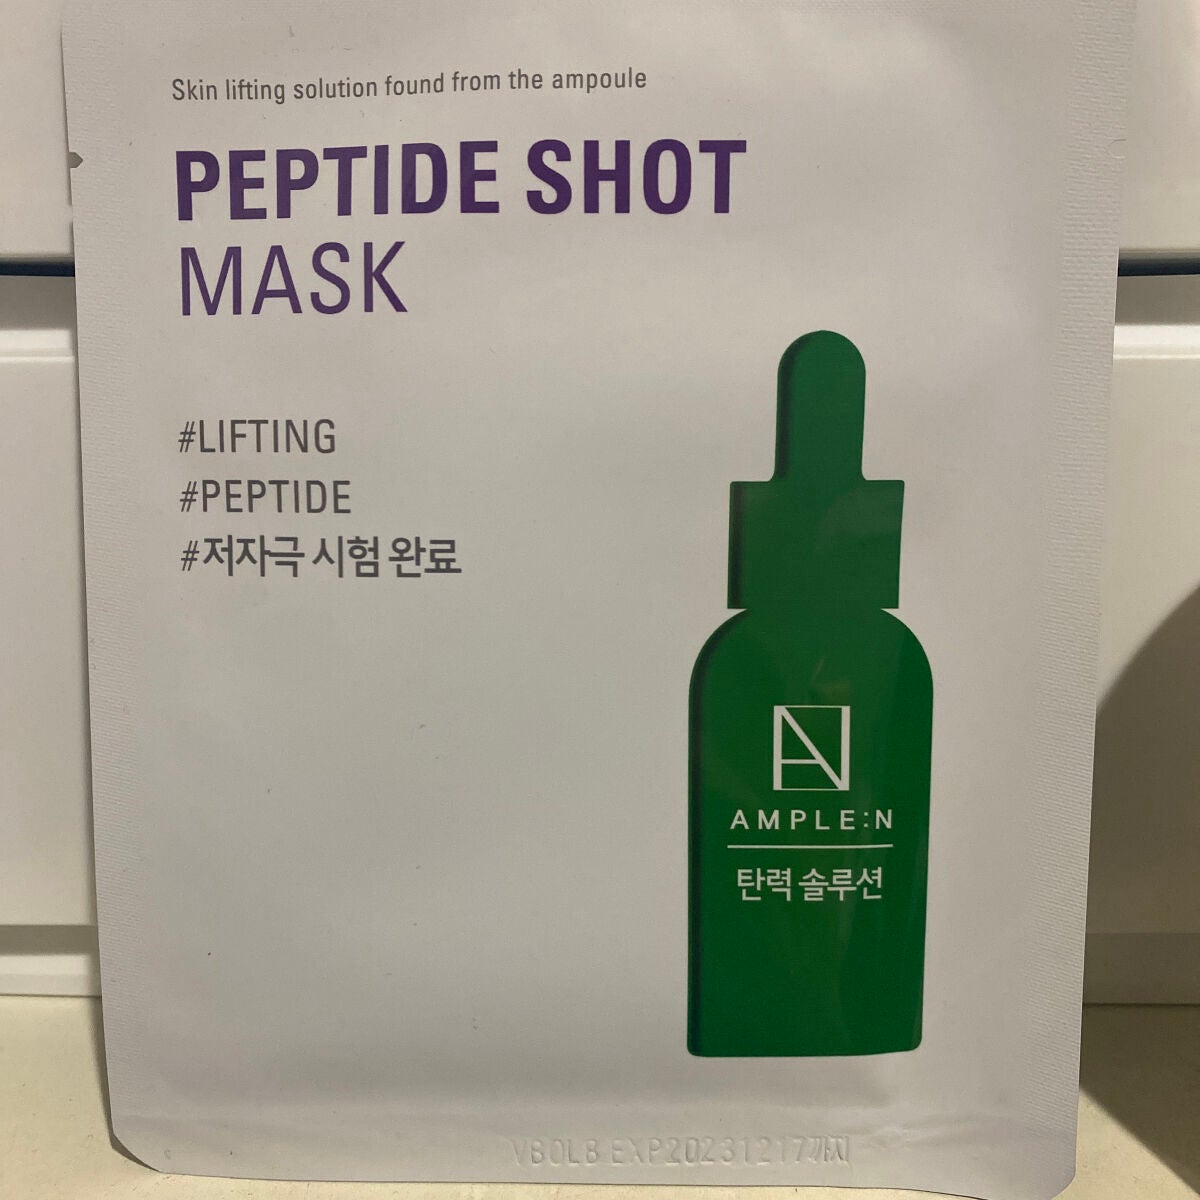 Skin lifting solution found from the ampoule
PEPTIDE SHOT
MASK
#LIFTING
#PEPTIDE
#저자극 시험 완료
AMPLE:N
탄력 솔루션
VB0LB EXP20231217까지